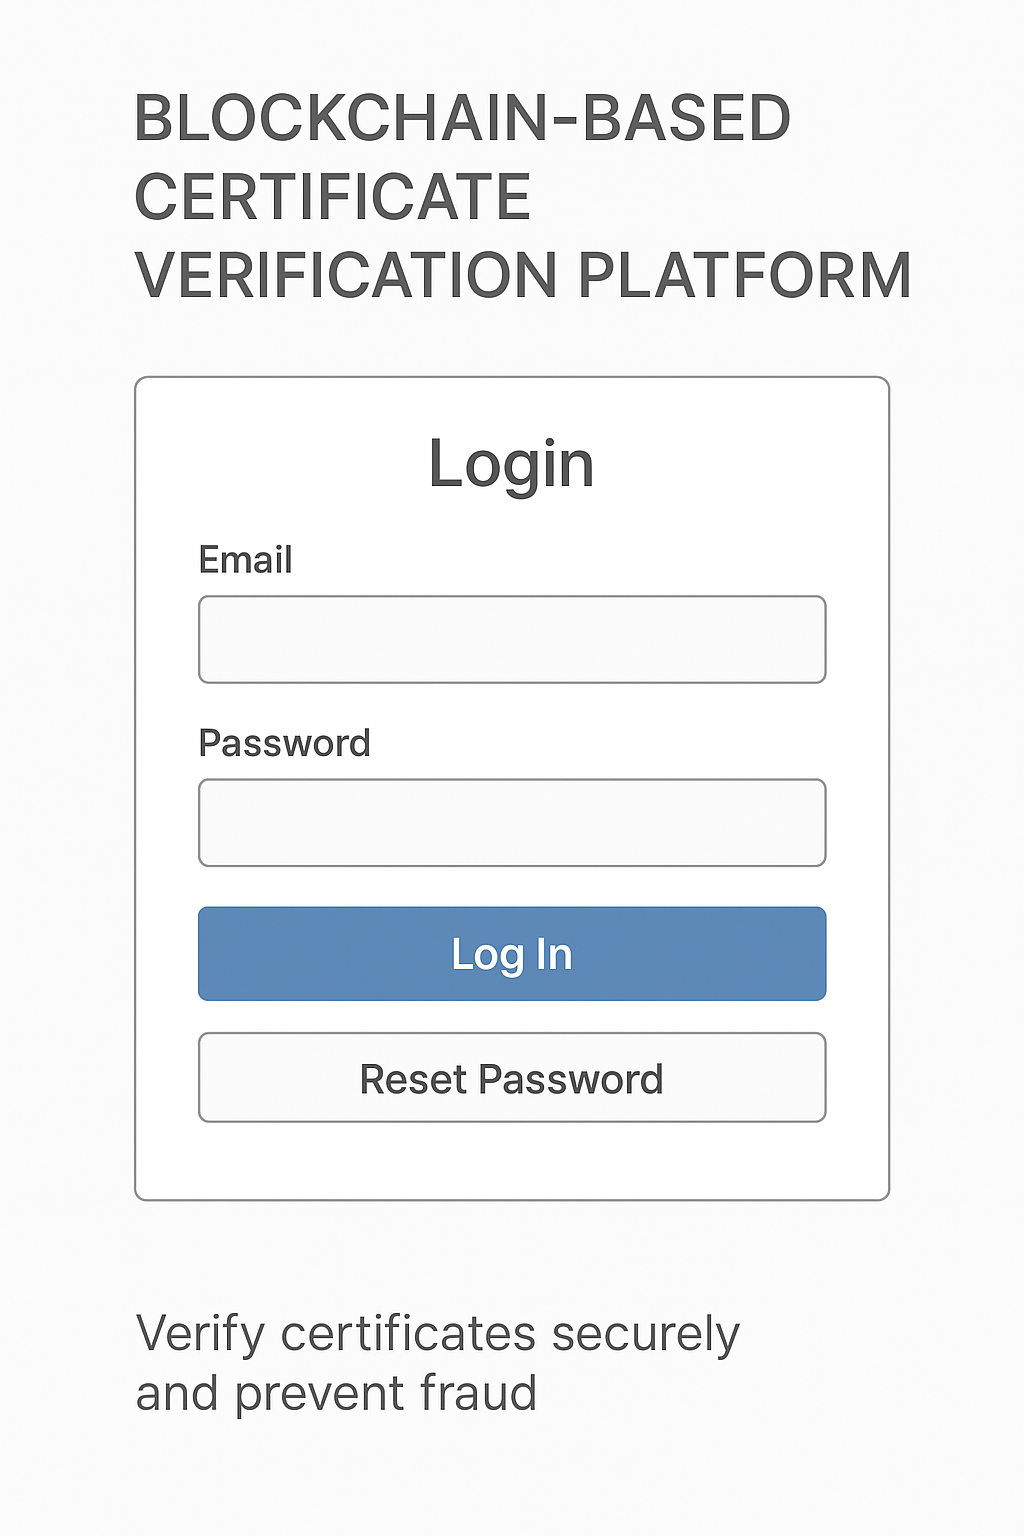 BLOCKCHAIN-BASED
CERTIFICATE
VERIFICATION PLATFORM
Login
Email
Password
Log In
Reset Password
Verify certificates securely
and prevent fraud